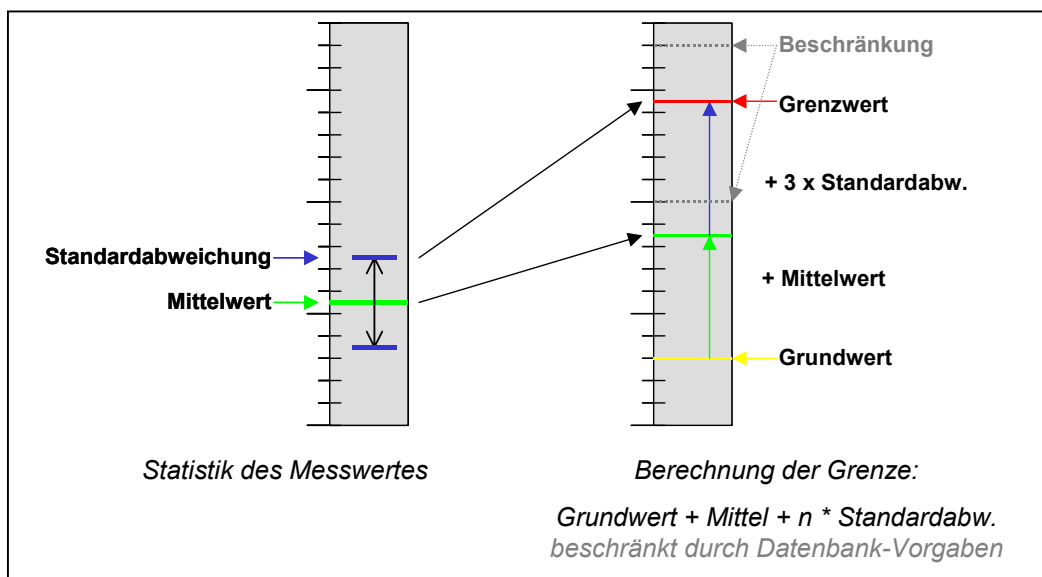 Beschränkung
Grenzwert
+ 3 x Standardabw.
Standardabweichung
+ Mittelwert
Mittelwert
Grundwert
Statistik des Messwertes
Berechnung der Grenze:
Grundwert + Mittel + n * Standardabw.
beschränkt durch Datenbank-Vorgaben